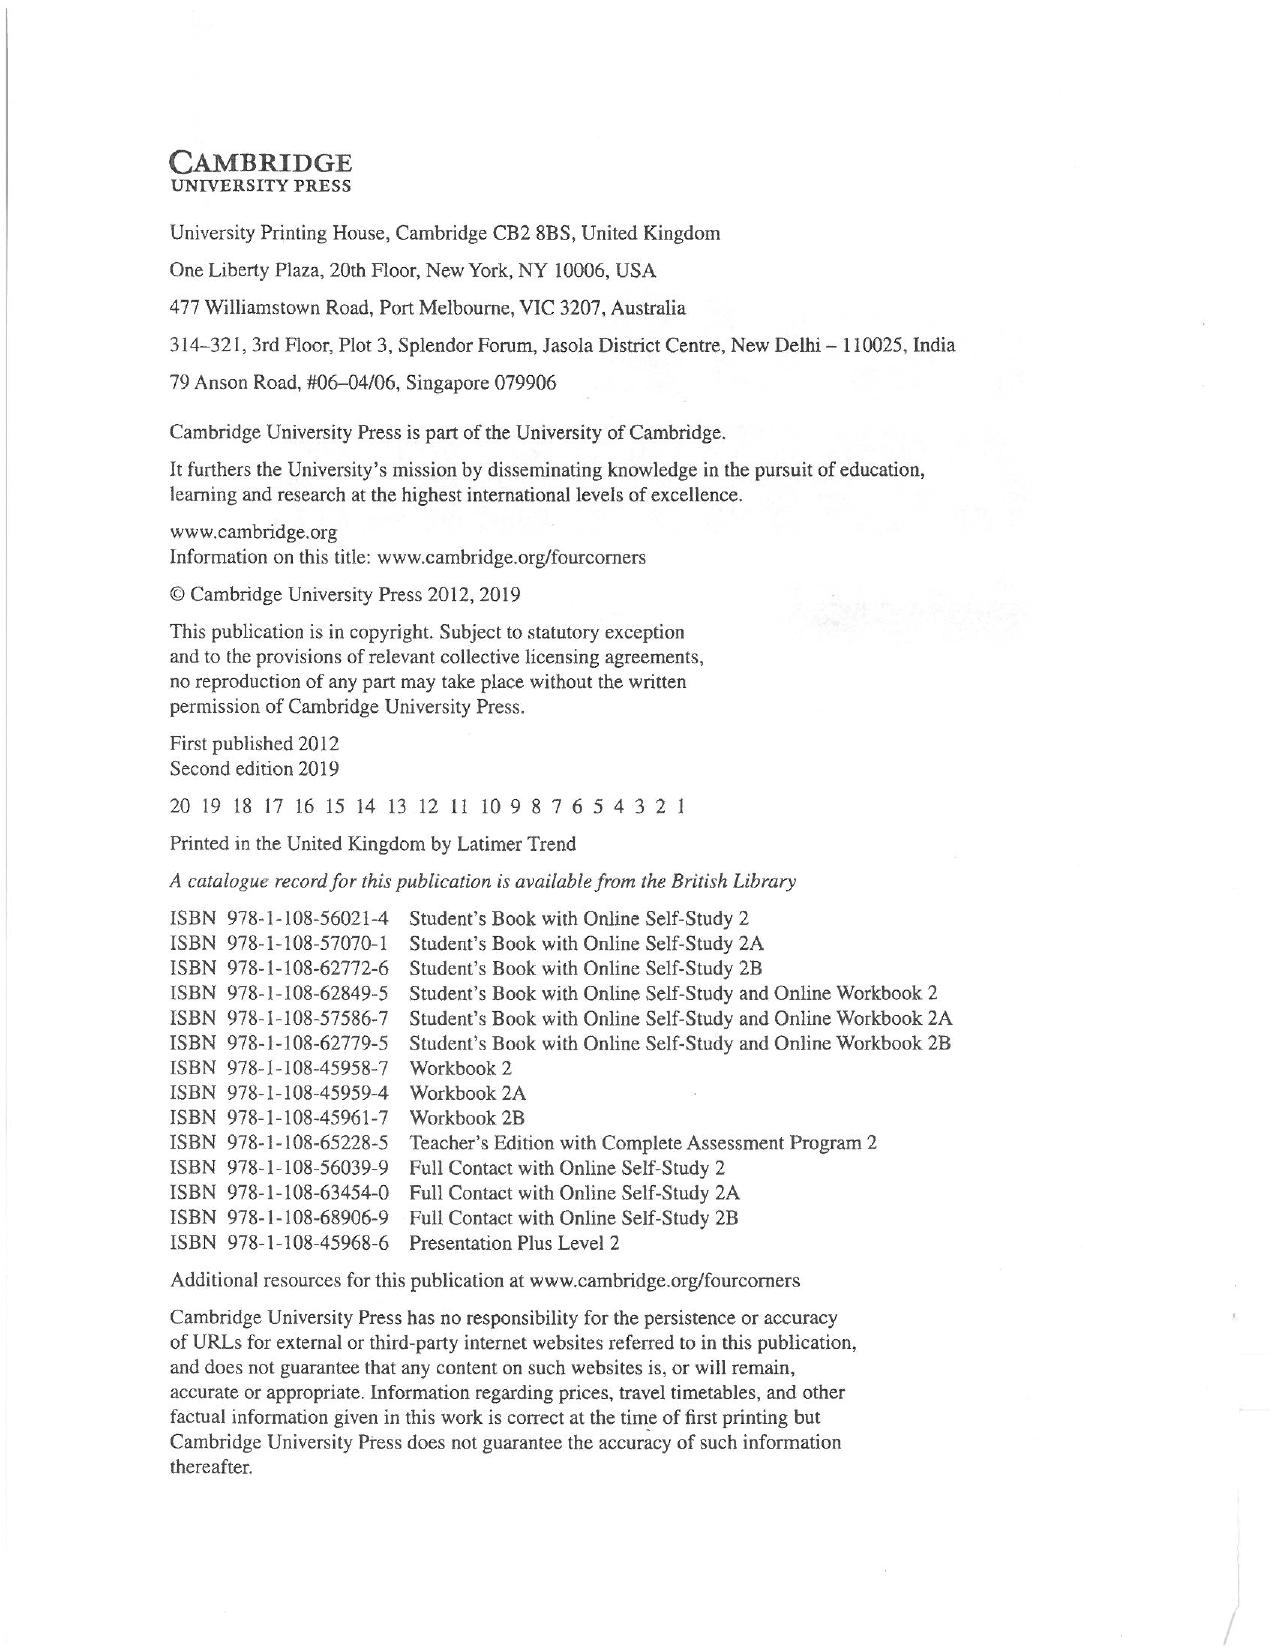 CAMBRIDGE
UNIVERSITY PRESS
University Printing House, Cambridge CB2 8BS, United Kingdom
One Liberty Plaza, 20th Floor, New York, NY 10006, USA
477 Williamstown Road, Port Melbourne, VIC 3207, Australia
314–321, 3rd Floor, Plot 3, Splendor Forum, Jasola District Centre, New Delhi – 110025, India
79 Anson Road, #06–04/06, Singapore 079906
Cambridge University Press is part of the University of Cambridge.
It furthers the University's mission by disseminating knowledge in the pursuit of education,
learning and research at the highest international levels of excellence.
www.cambridge.org
Information on this title: www.cambridge.org/fourcorners
© Cambridge University Press 2012, 2019
This publication is in copyright. Subject to statutory exception
and to the provisions of relevant collective licensing agreements,
no reproduction of any part may take place without the written
permission of Cambridge University Press.
First published 2012
Second edition 2019
20 19 18 17 16 15 14 13 12 11 10 9 8 7 6 5 4 3 2 1
Printed in the United Kingdom by Latimer Trend
A catalogue record for this publication is available from the British Library
ISBN 978-1-108-56021-4 Student's Book with Online Self-Study 2
ISBN 978-1-108-57070-1 Student's Book with Online Self-Study 2A
ISBN 978-1-108-62772-6 Student's Book with Online Self-Study 2B
ISBN 978-1-108-62849-5 Student's Book with Online Self-Study and Online Workbook 2
ISBN 978-1-108-57586-7 Student's Book with Online Self-Study and Online Workbook 2A
ISBN 978-1-108-62779-5 Student's Book with Online Self-Study and Online Workbook 2B
ISBN 978-1-108-45958-7 Workbook 2
ISBN 978-1-108-45959-4 Workbook 2A
ISBN 978-1-108-45961-7 Workbook 2B
ISBN 978-1-108-65228-5 Teacher's Edition with Complete Assessment Program 2
ISBN 978-1-108-56039-9 Full Contact with Online Self-Study 2
ISBN 978-1-108-63454-0 Full Contact with Online Self-Study 2A
ISBN 978-1-108-68906-9 Full Contact with Online Self-Study 2B
ISBN 978-1-108-45968-6 Presentation Plus Level 2
Additional resources for this publication at www.cambridge.org/fourcorners
Cambridge University Press has no responsibility for the persistence or accuracy
of URLs for external or third-party internet websites referred to in this publication,
and does not guarantee that any content on such websites is, or will remain,
accurate or appropriate. Information regarding prices, travel timetables, and other
factual information given in this work is correct at the time of first printing but
Cambridge University Press does not guarantee the accuracy of such information
thereafter.